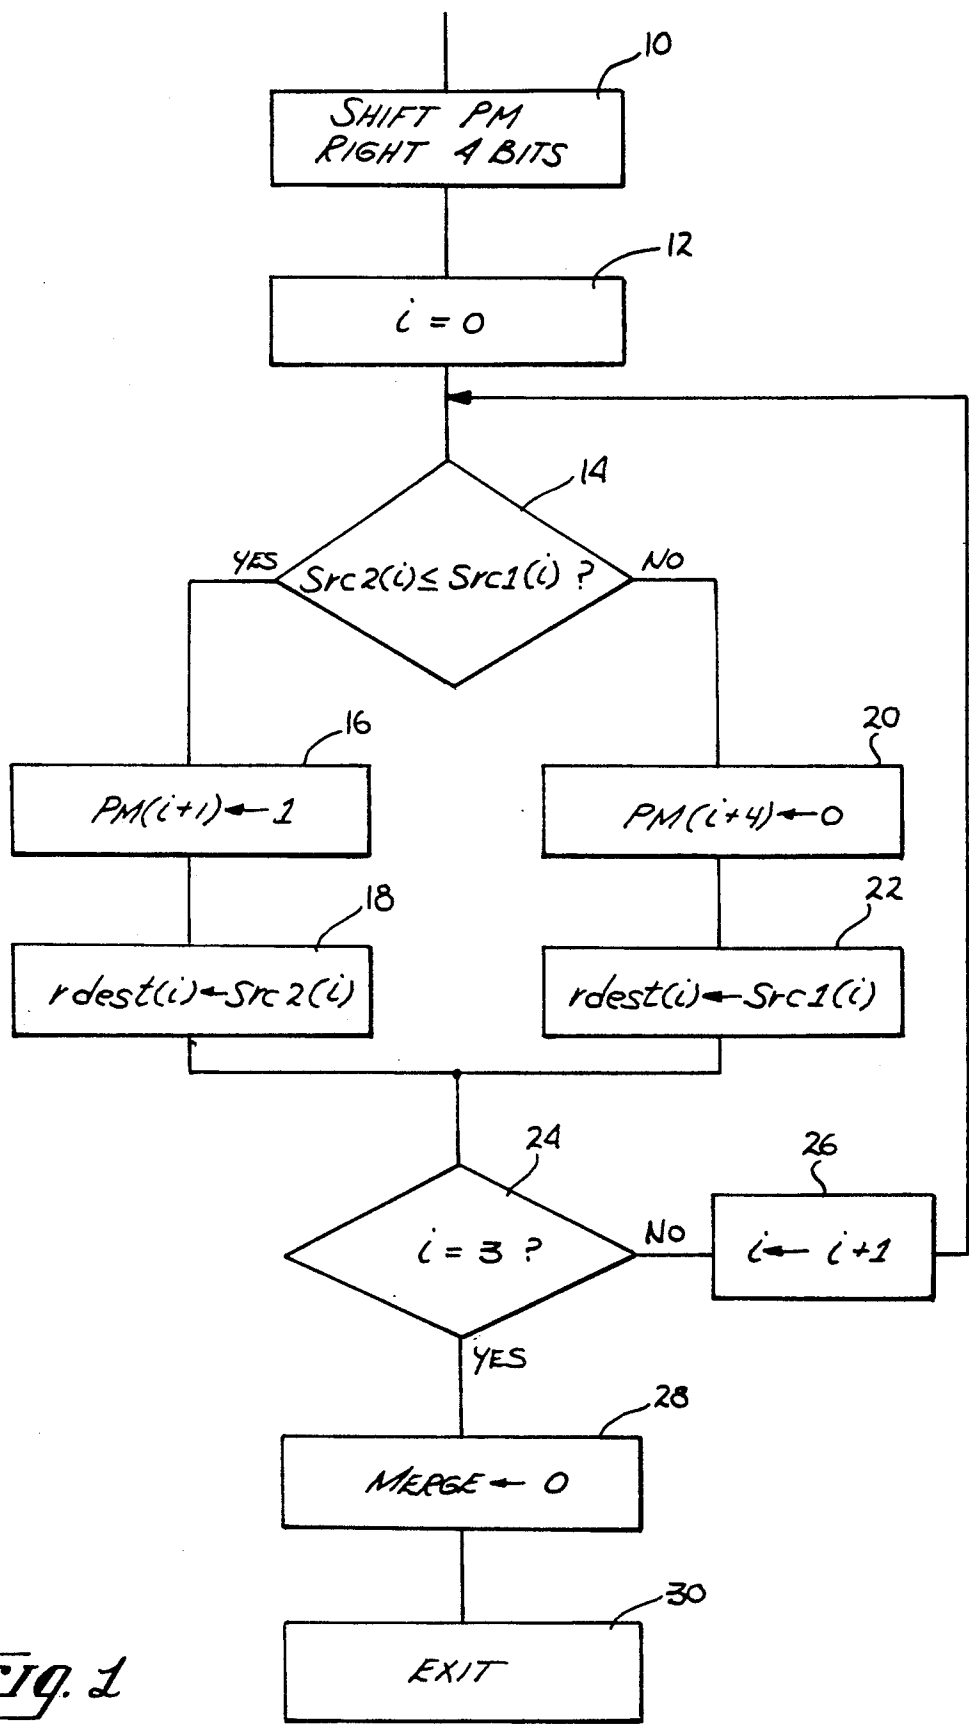 10
SHIFT PM
RIGHT 4 BITS
12
i = 0
14
YES
Src2(i) ≤ Src1(i) ?
NO
16
PM(i+1) ← 1
20
PM(i+4) ← 0
18
rdest(i) ← Src2(i)
22
rdest(i) ← Src1(i)
24
i = 3 ?
NO
26
i ← i+1
YES
28
MERGE ← 0
30
EXIT
FIG. 1